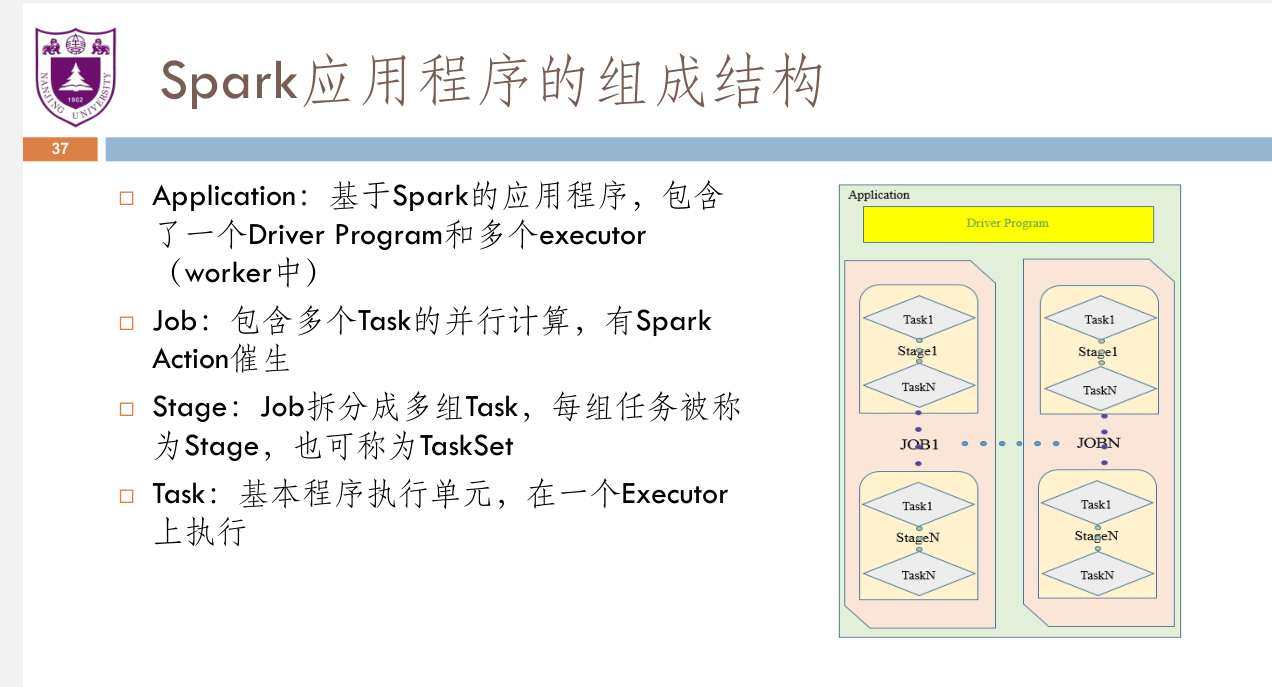 NANJING UNIVERSITY
1902
Spark应用程序的组成结构
37
□ Application：基于Spark的应用程序，包含
了一个Driver Program和多个executor
（worker中）
□ Job：包含多个Task的并行计算，有Spark
Action催生
□ Stage：Job拆分成多组Task，每组任务被称
为Stage，也可称为TaskSet
□ Task：基本程序执行单元，在一个Executor
上执行
Application
Driver Program
Task1
Stage1
TaskN
JOB1
Task1
StageN
TaskN
Task1
Stage1
TaskN
JOBN
Task1
StageN
TaskN